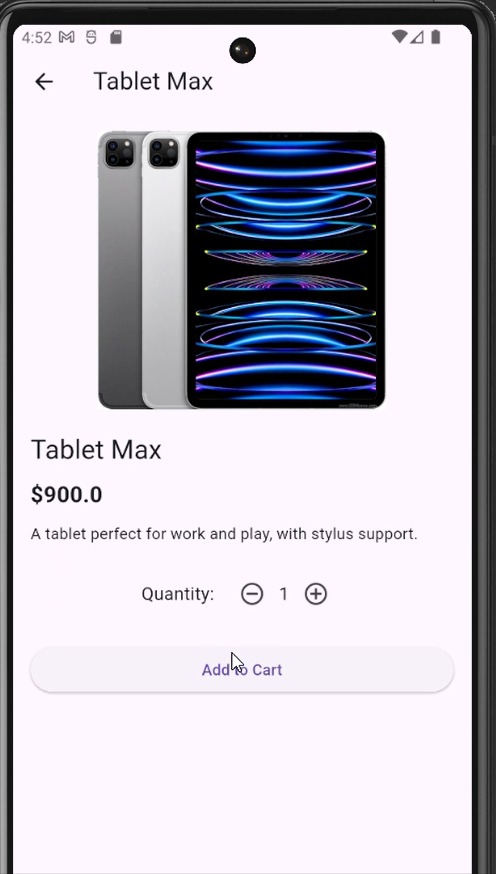 4:52
Tablet Max
Tablet Max
$900.0
A tablet perfect for work and play, with stylus support.
Quantity: 1
Add to Cart